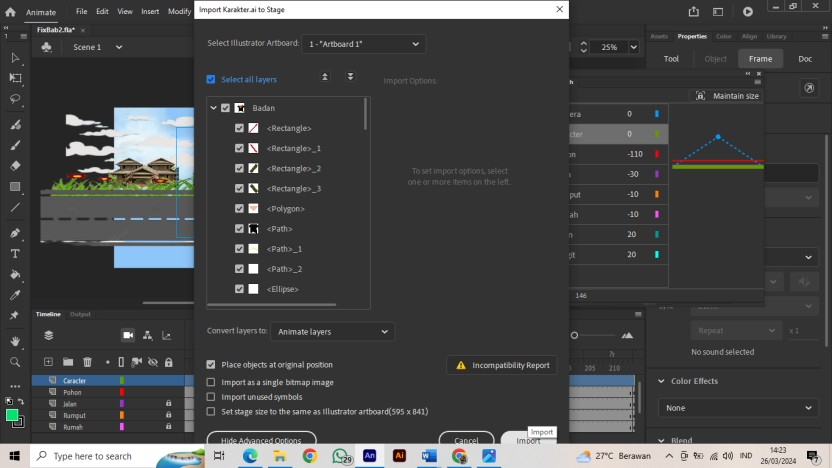 Animate
File
Edit
View
Insert
Modify
Import Karakter.ai to Stage
FixBab2.fla*
Scene 1
25%
Assets
Properties
Color
Align
Library
Tool
Object
Frame
Doc
Select Illustrator Artboard:
1 - "Artboard 1"
Select all layers
Import Options:
Badan
<Rectangle>
<Rectangle>_1
<Rectangle>_2
<Rectangle>_3
<Polygon>
<Path>
<Path>_1
<Path>_2
<Ellipse>
To set import options, select
one or more items on the left.
Maintain size
0
0
-110
-30
-10
-10
20
20
146
Convert layers to:
Animate layers
Place objects at original position
Incompatibility Report
Import as a single bitmap image
Import unused symbols
Set stage size to the same as Illustrator artboard(595 x 841)
Hide Advanced Options
Cancel
Import
Import
Timeline
Output
Caracter
Pohon
Jalan
Rumput
Rumah
7s
205
210
Repeat
x 1
No sound selected
Color Effects
None
Blend
Type here to search
29
27°C Berawan
IND
14:23
26/03/2024
7